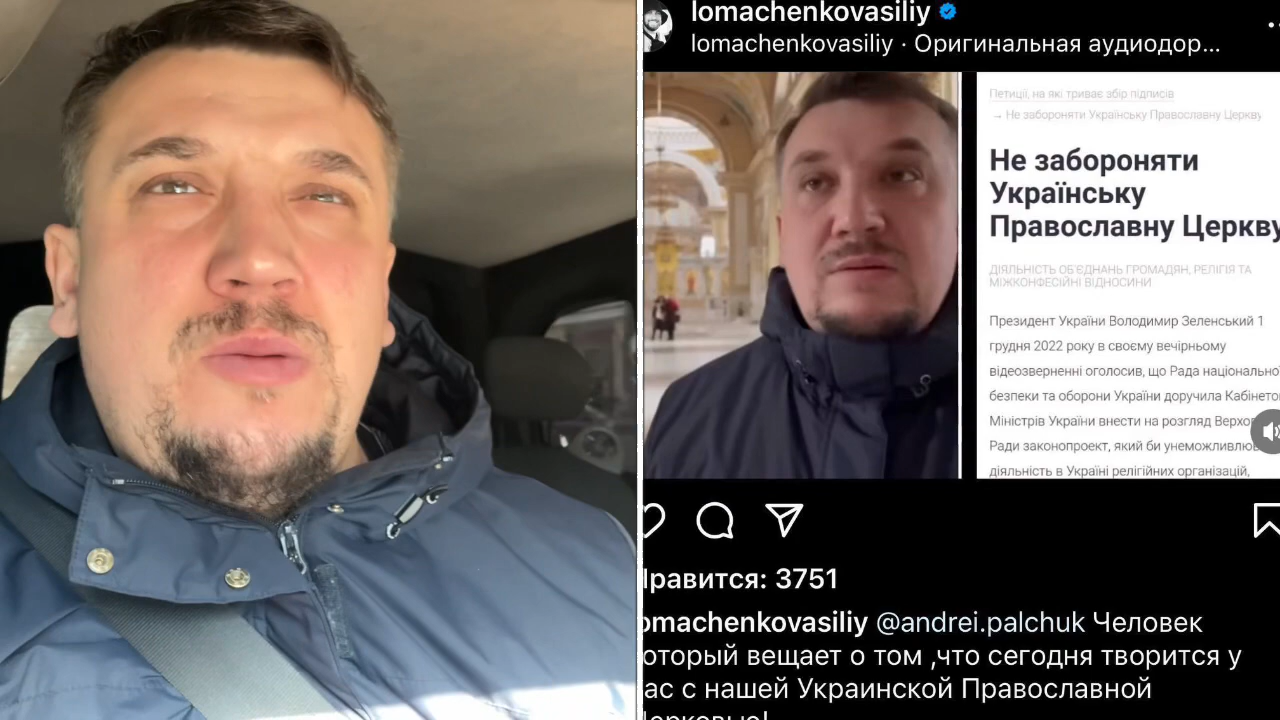 lomachenkovasiliy
lomachenkovasiliy · Оригинальная аудиодор...
Петиції, на які триває збір підписів
→ Не забороняти Українську Православну Церкву
Не забороняти
Українську
Православну Церкву
ДІЯЛЬНІСТЬ ОБ'ЄДНАНЬ ГРОМАДЯН, РЕЛІГІЯ ТА
МІЖКОНФЕСІЙНІ ВІДНОСИНИ
Президент України Володимир Зеленський 1
грудня 2022 року в своєму вечірньому
відеозверненні оголосив, що Рада національної
безпеки та оборони України доручила Кабінето
Міністрів України внести на розгляд Верхо
Ради законопроект, який би унеможливлю
діяльність в Україні релігійних організацій,
Нравится: 3751
lomachenkovasiliy @andrei.palchuk Человек
который вещает о том ,что сегодня творится у
нас с нашей Украинской Православной